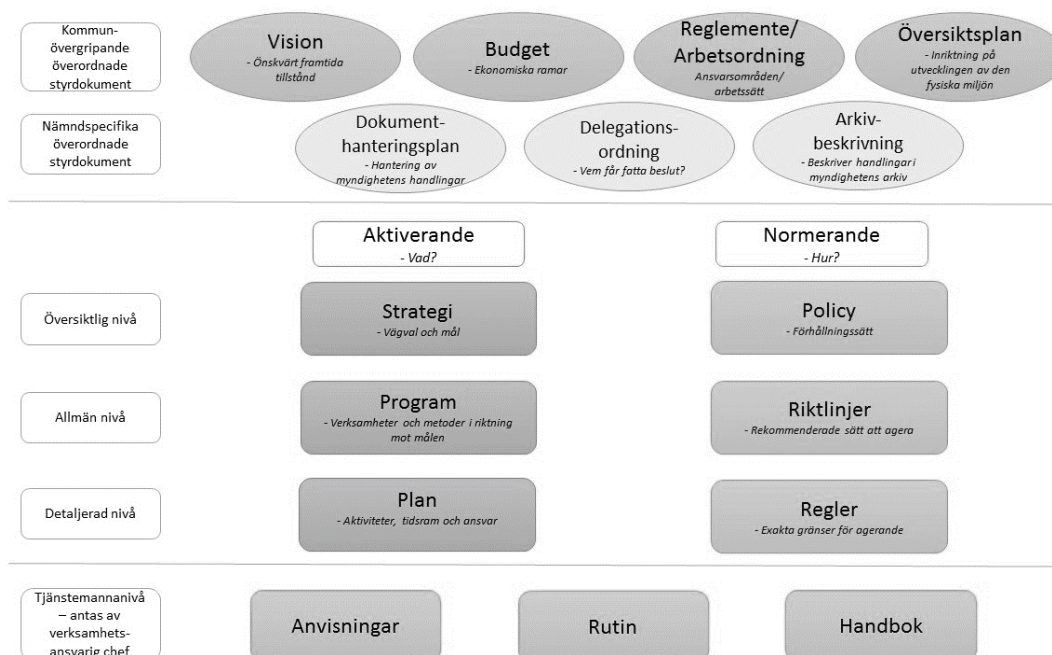 Kommun-
övergripande
överordnade
styrdokument
Vision
- Önskvärt framtida
tillstånd
Budget
- Ekonomiska ramar
Reglemente/
Arbetsordning
Ansvarsområden/
arbetssätt
Översiktsplan
- Inriktning på
utvecklingen av den
fysiska miljön
Nämndspecifika
överordnade
styrdokument
Dokument-
hanteringsplan
- Hantering av
myndighetens handlingar
Delegations-
ordning
- Vem får fatta beslut?
Arkiv-
beskrivning
- Beskriver handlingar i
myndighetens arkiv
Aktiverande
- Vad?
Normerande
- Hur?
Översiktlig nivå
Strategi
- Vägval och mål
Policy
- Förhållningssätt
Allmän nivå
Program
- Verksamheter och metoder i riktning
mot målen
Riktlinjer
- Rekommenderade sätt att agera
Detaljerad nivå
Plan
- Aktiviteter, tidsram och ansvar
Regler
- Exakta gränser för agerande
Tjänstemannanivå
– antas av
verksamhets-
ansvarig chef
Anvisningar
Rutin
Handbok